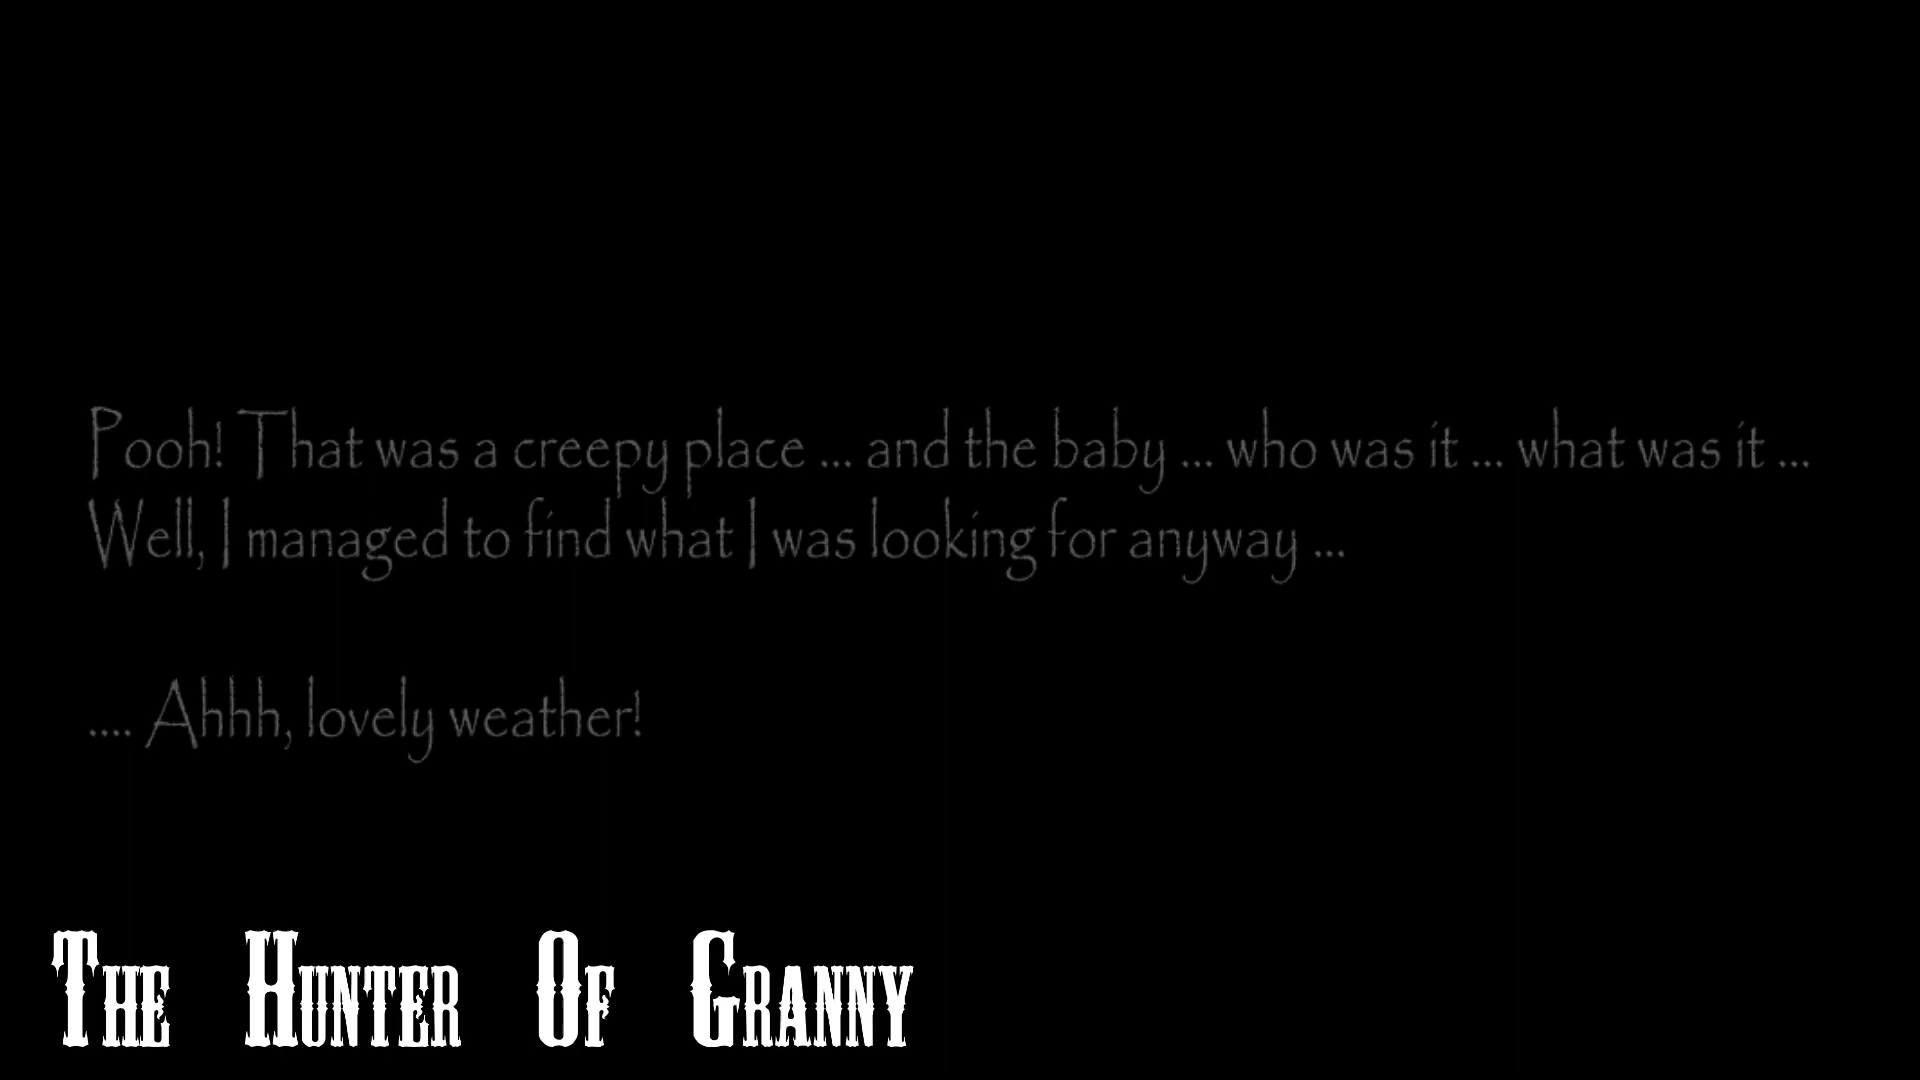 Pooh! That was a creepy place ... and the baby ... who was it ... what was it ...
Well, I managed to find what I was looking for anyway ...
.... Ahhh, lovely weather!
The Hunter Of Granny